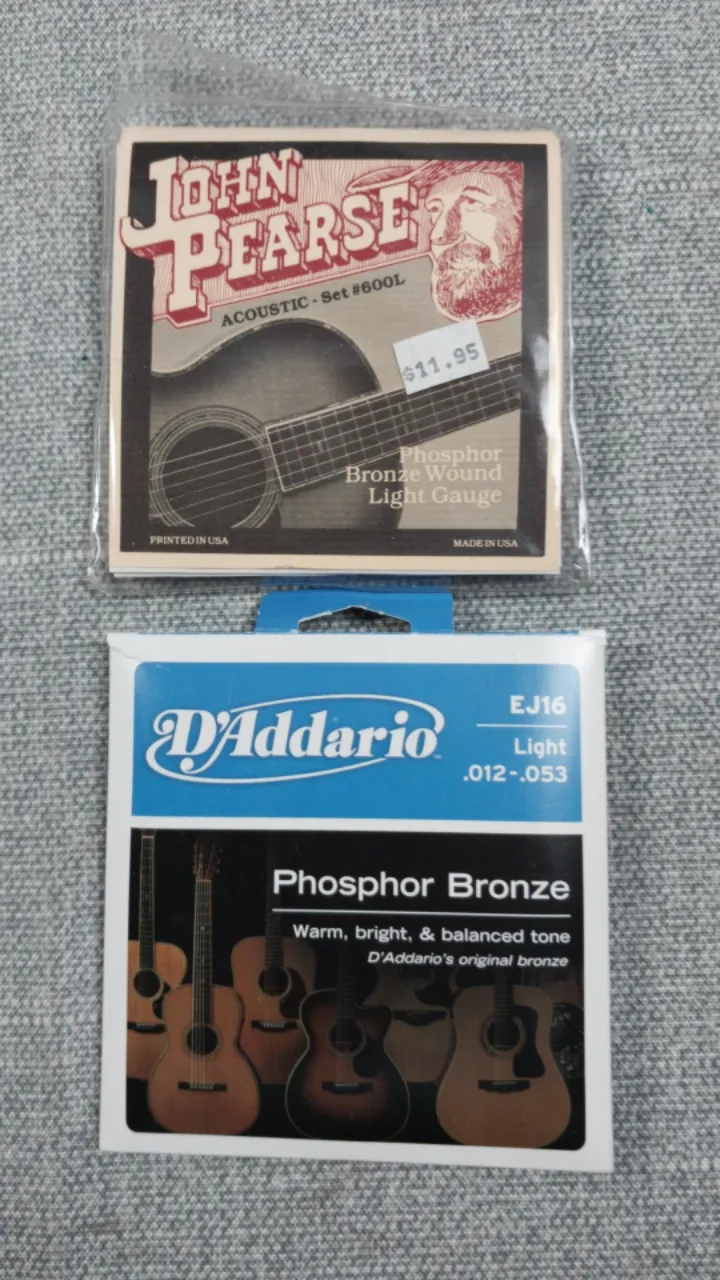 JOHN
PEARSE
ACOUSTIC - Set #600L
$11.95
Phosphor
Bronze Wound
Light Gauge
PRINTED IN USA
MADE IN USA
D'Addario
EJ16
Light
.012-.053
Phosphor Bronze
Warm, bright, & balanced tone
D'Addario's original bronze